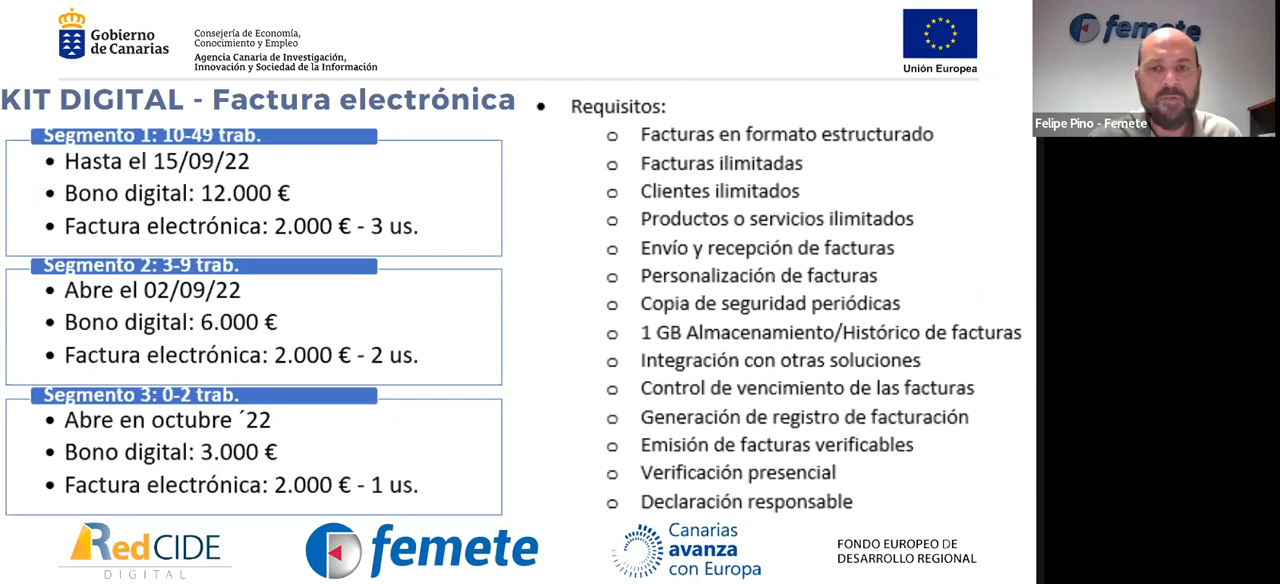 Gobierno
de Canarias
Consejería de Economía,
Conocimiento y Empleo
Agencia Canaria de Investigación,
Innovación y Sociedad de la Información
Unión Europea
femete
Felipe Pino - Femete
KIT DIGITAL - Factura electrónica
Segmento 1: 10-49 trab.
• Hasta el 15/09/22
• Bono digital: 12.000 €
• Factura electrónica: 2.000 € - 3 us.
Segmento 2: 3-9 trab.
• Abre el 02/09/22
• Bono digital: 6.000 €
• Factura electrónica: 2.000 € - 2 us.
Segmento 3: 0-2 trab.
• Abre en octubre ´22
• Bono digital: 3.000 €
• Factura electrónica: 2.000 € - 1 us.
• Requisitos:
o Facturas en formato estructurado
o Facturas ilimitadas
o Clientes ilimitados
o Productos o servicios ilimitados
o Envío y recepción de facturas
o Personalización de facturas
o Copia de seguridad periódicas
o 1 GB Almacenamiento/Histórico de facturas
o Integración con otras soluciones
o Control de vencimiento de las facturas
o Generación de registro de facturación
o Emisión de facturas verificables
o Verificación presencial
o Declaración responsable
RedCIDE
DIGITAL
femete
Canarias
avanza
con Europa
FONDO EUROPEO DE
DESARROLLO REGIONAL